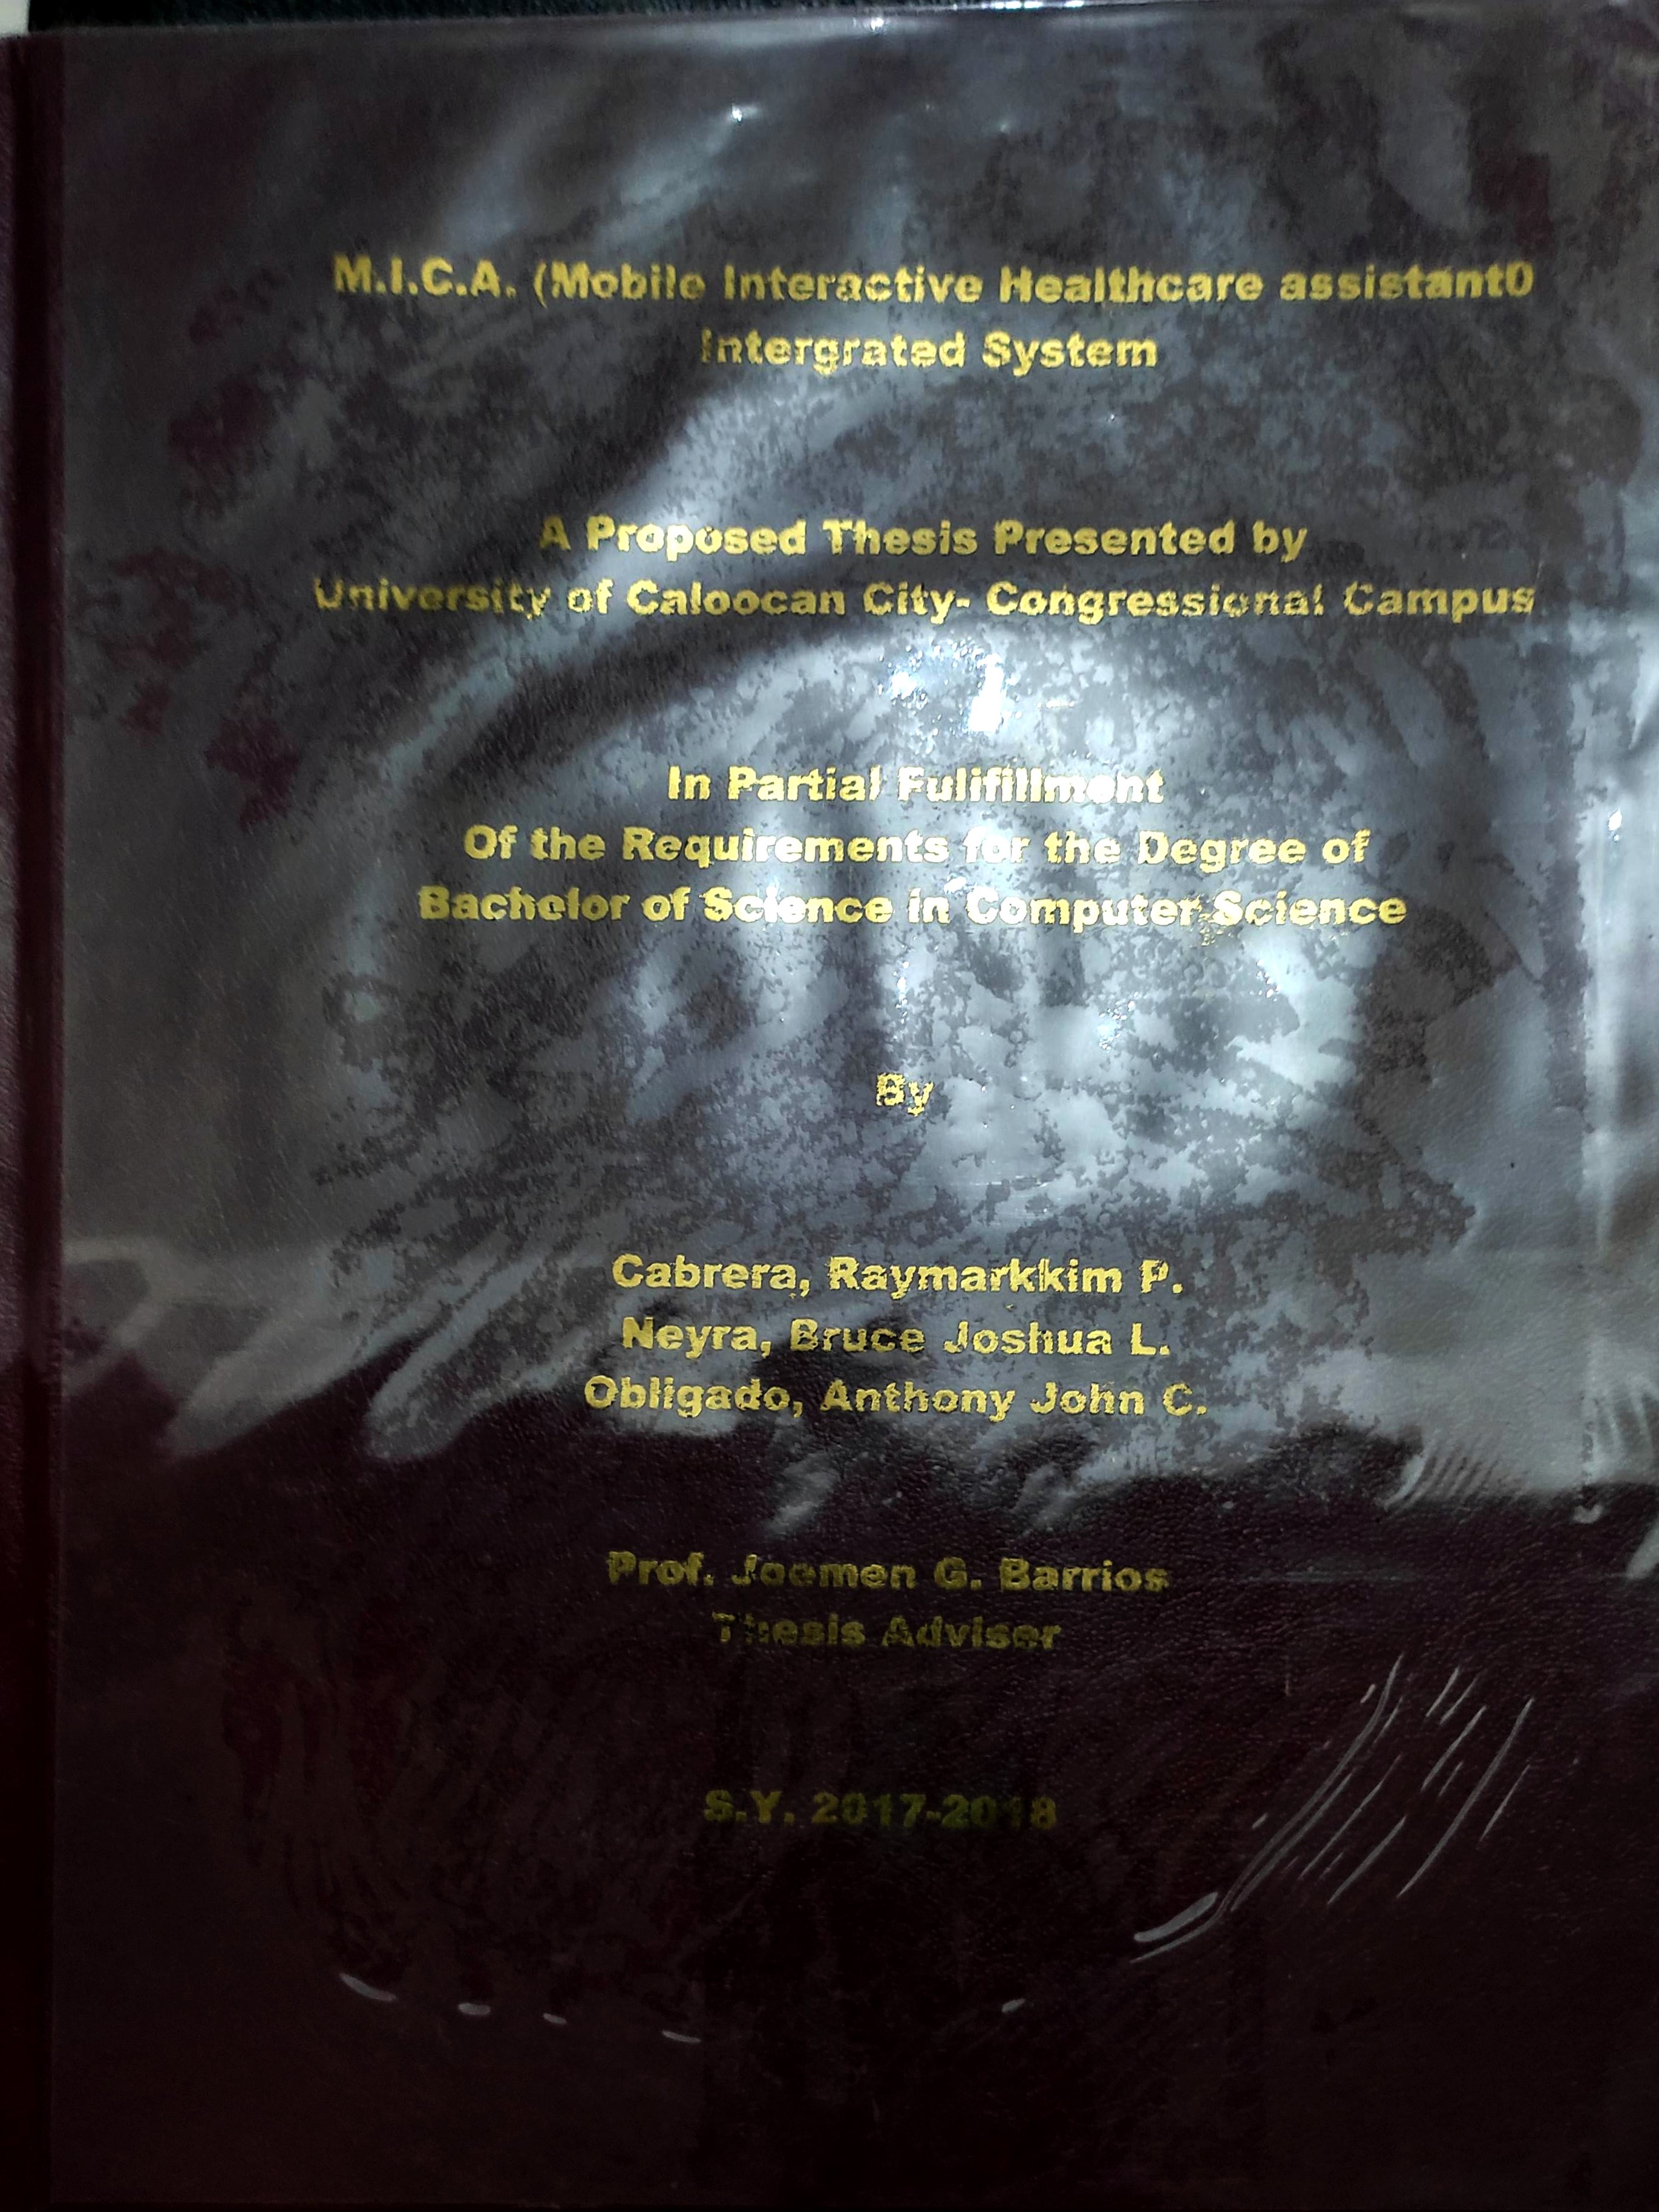 M.I.C.A. (Mobile Interactive Healthcare assistant0
Intergrated System
A Proposed Thesis Presented by
University of Caloocan City- Congressional Campus
In Partial Fulifillment
Of the Requirements for the Degree of
Bachelor of Science in Computer Science
By
Cabrera, Raymarkkim P.
Neyra, Bruce Joshua L.
Obligado, Anthony John C.
Prof. Joemen G. Barrios
Thesis Adviser
S.Y. 2017-2018